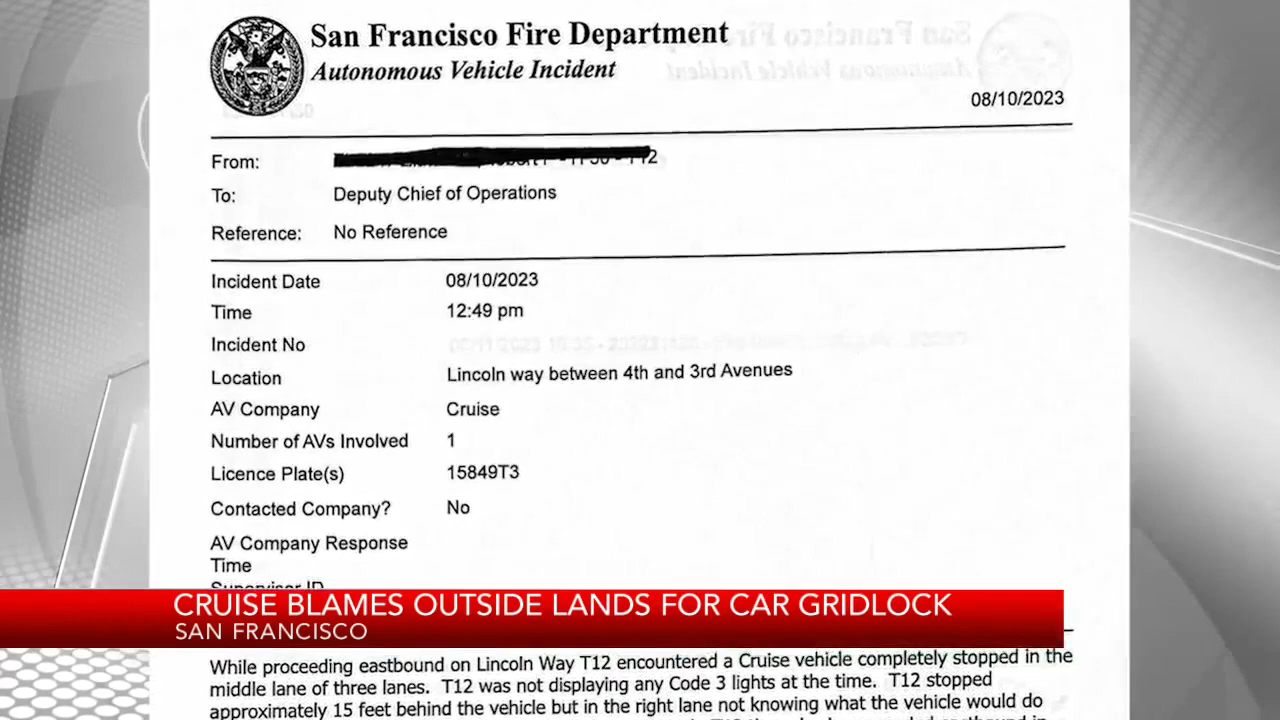 San Francisco Fire Department
Autonomous Vehicle Incident
08/10/2023
From: T12
To: Deputy Chief of Operations
Reference: No Reference
Incident Date 08/10/2023
Time 12:49 pm
Incident No
Location Lincoln way between 4th and 3rd Avenues
AV Company Cruise
Number of AVs Involved 1
Licence Plate(s) 15849T3
Contacted Company? No
AV Company Response
Time
Supervisor ID
CRUISE BLAMES OUTSIDE LANDS FOR CAR GRIDLOCK
SAN FRANCISCO
While proceeding eastbound on Lincoln Way T12 encountered a Cruise vehicle completely stopped in the
middle lane of three lanes. T12 was not displaying any Code 3 lights at the time. T12 stopped
approximately 15 feet behind the vehicle but in the right lane not knowing what the vehicle would do